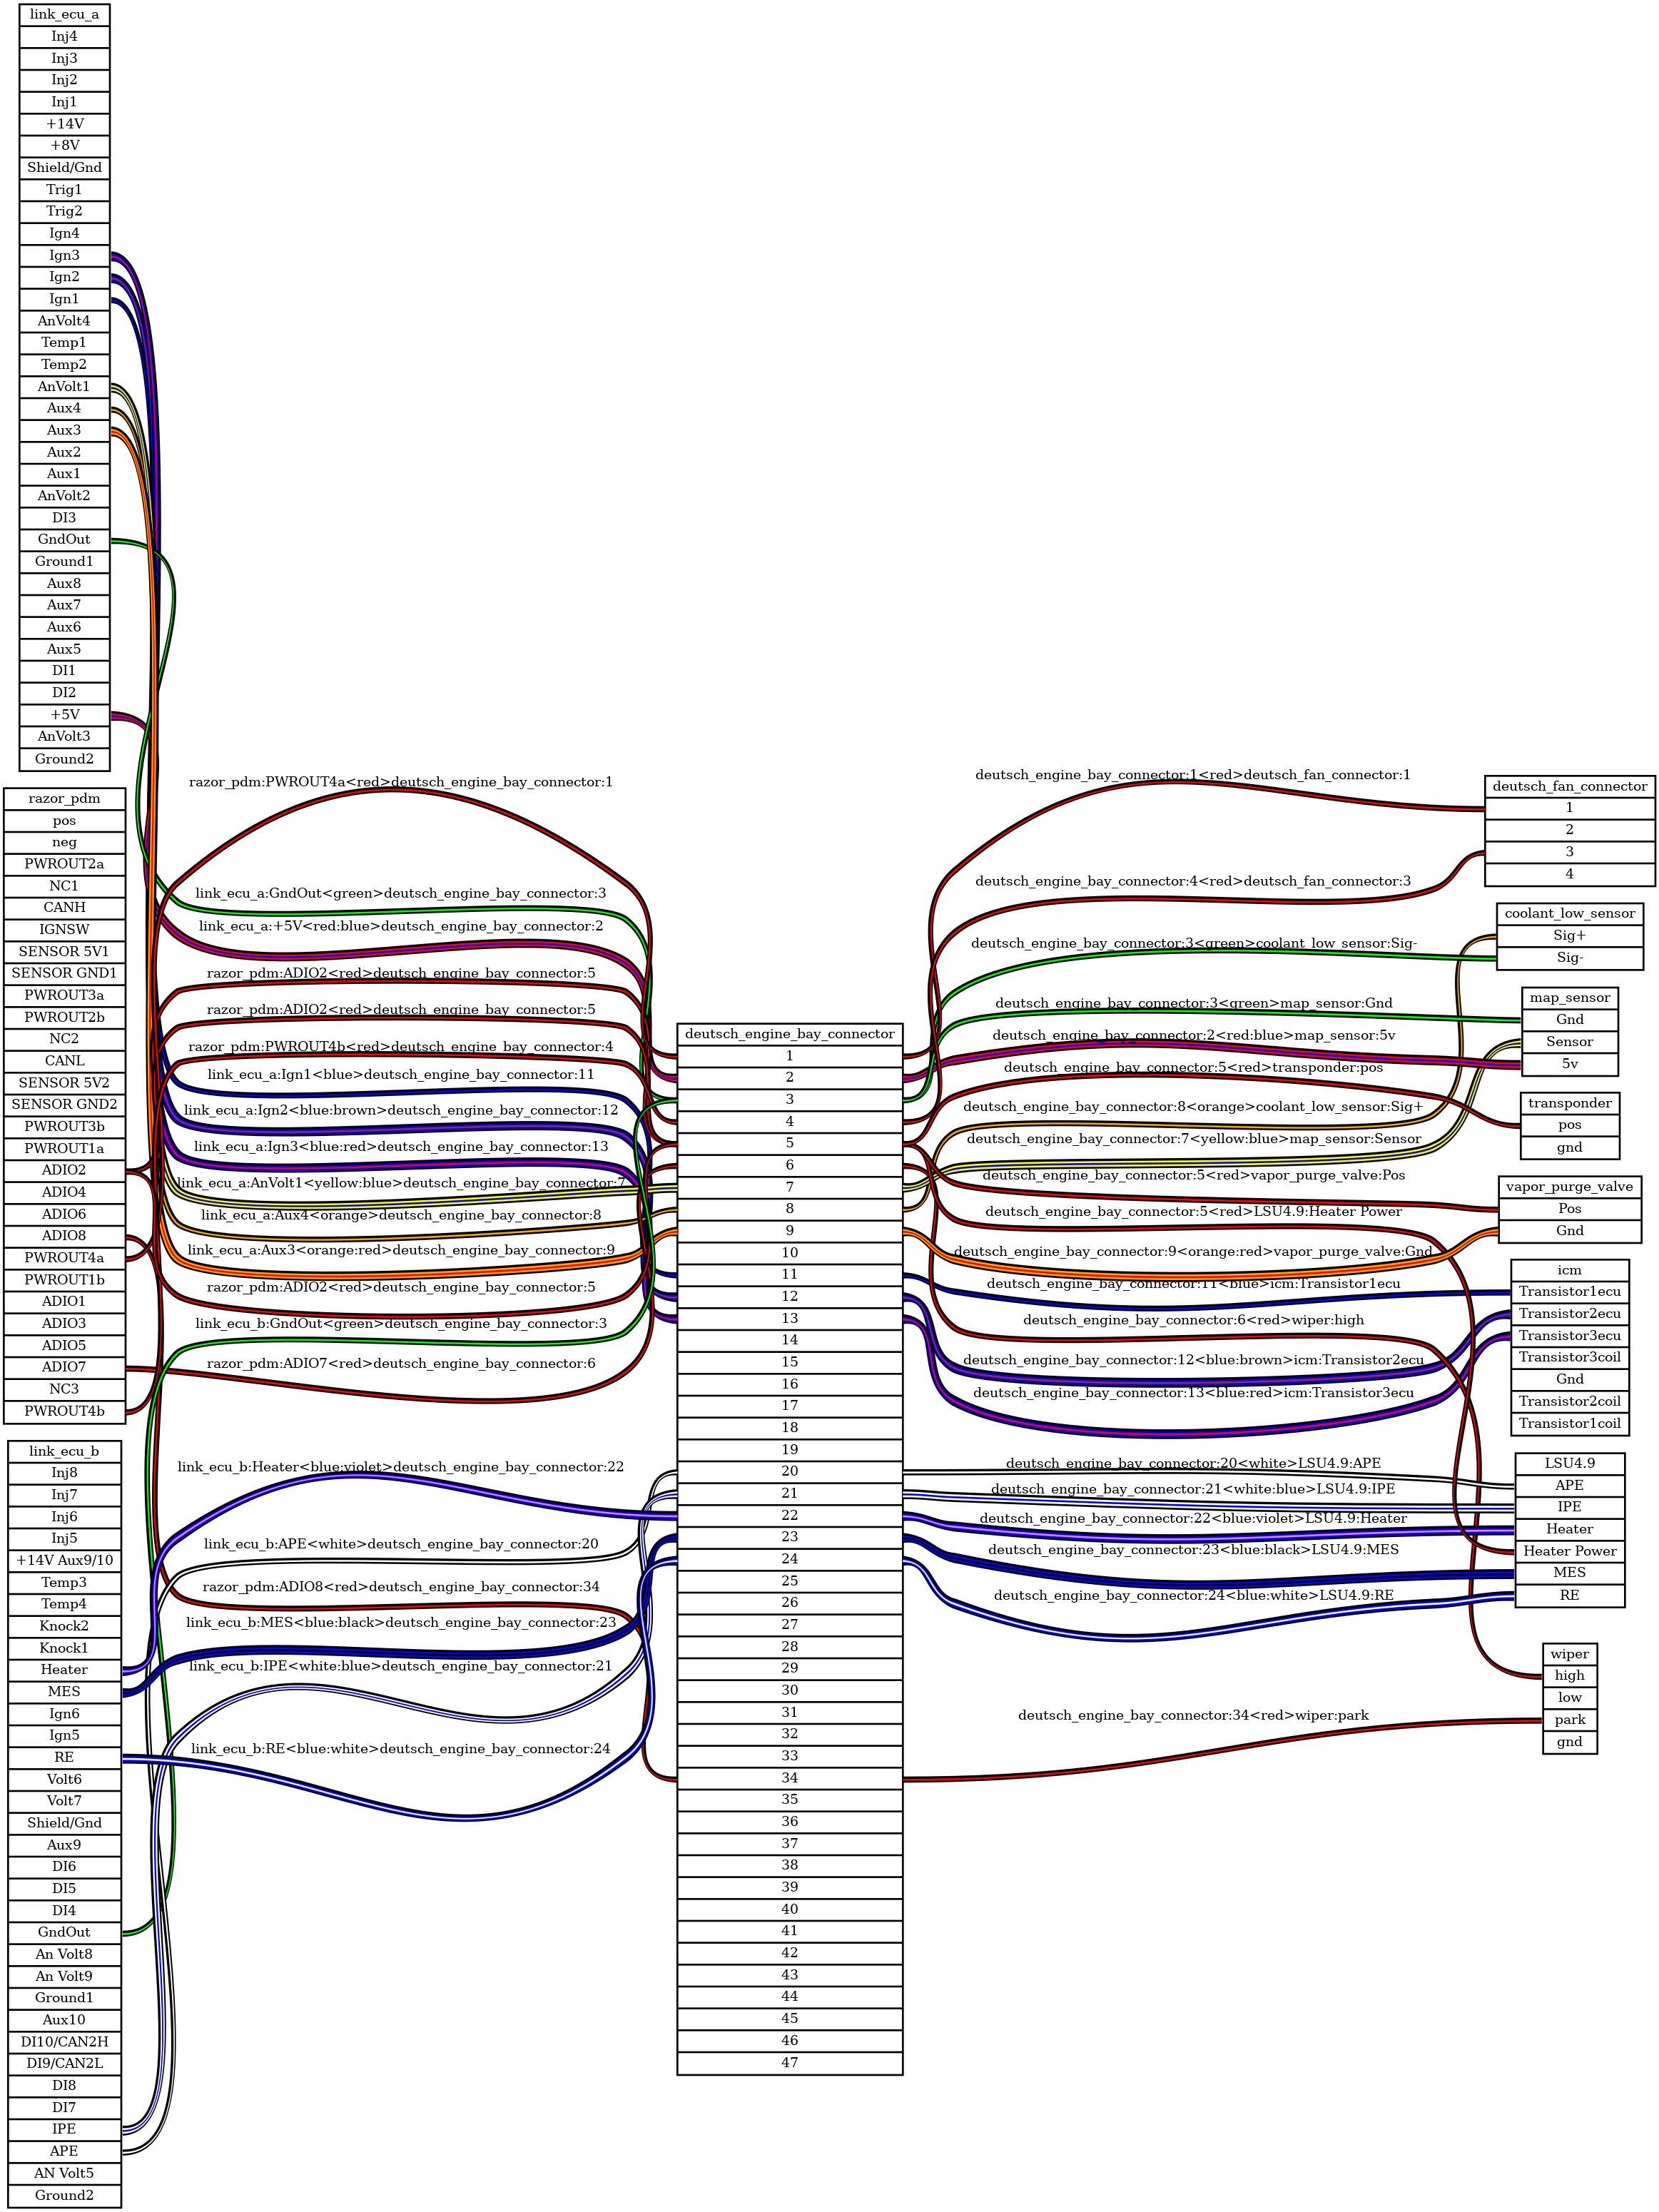 link_ecu_a
Inj4
Inj3
Inj2
Inj1
+14V
+8V
Shield/Gnd
Trig1
Trig2
Ign4
Ign3
Ign2
Ign1
AnVolt4
Temp1
Temp2
AnVolt1
Aux4
Aux3
Aux2
Aux1
AnVolt2
DI3
GndOut
Ground1
Aux8
Aux7
Aux6
Aux5
DI1
DI2
+5V
AnVolt3
Ground2
razor_pdm
pos
neg
PWROUT2a
NC1
CANH
IGNSW
SENSOR 5V1
SENSOR GND1
PWROUT3a
PWROUT2b
NC2
CANL
SENSOR 5V2
SENSOR GND2
PWROUT3b
PWROUT1a
ADIO2
ADIO4
ADIO6
ADIO8
PWROUT4a
PWROUT1b
ADIO1
ADIO3
ADIO5
ADIO7
NC3
PWROUT4b
link_ecu_b
Inj8
Inj7
Inj6
Inj5
+14V Aux9/10
Temp3
Temp4
Knock2
Knock1
Heater
MES
Ign6
Ign5
RE
Volt6
Volt7
Shield/Gnd
Aux9
DI6
DI5
DI4
GndOut
An Volt8
An Volt9
Ground1
Aux10
DI10/CAN2H
DI9/CAN2L
DI8
DI7
IPE
APE
AN Volt5
Ground2
razor_pdm:PWROUT4a<red>deutsch_engine_bay_connector:1
link_ecu_a:GndOut<green>deutsch_engine_bay_connector:3
link_ecu_a:+5V<red:blue>deutsch_engine_bay_connector:2
razor_pdm:ADIO2<red>deutsch_engine_bay_connector:5
razor_pdm:ADIO2<red>deutsch_engine_bay_connector:5
razor_pdm:PWROUT4b<red>deutsch_engine_bay_connector:4
link_ecu_a:Ign1<blue>deutsch_engine_bay_connector:11
link_ecu_a:Ign2<blue:brown>deutsch_engine_bay_connector:12
link_ecu_a:Ign3<blue:red>deutsch_engine_bay_connector:13
link_ecu_a:AnVolt1<yellow:blue>deutsch_engine_bay_connector:7
link_ecu_a:Aux4<orange>deutsch_engine_bay_connector:8
link_ecu_a:Aux3<orange:red>deutsch_engine_bay_connector:9
razor_pdm:ADIO2<red>deutsch_engine_bay_connector:5
link_ecu_b:GndOut<green>deutsch_engine_bay_connector:3
razor_pdm:ADIO7<red>deutsch_engine_bay_connector:6
link_ecu_b:Heater<blue:violet>deutsch_engine_bay_connector:22
link_ecu_b:APE<white>deutsch_engine_bay_connector:20
razor_pdm:ADIO8<red>deutsch_engine_bay_connector:34
link_ecu_b:MES<blue:black>deutsch_engine_bay_connector:23
link_ecu_b:IPE<white:blue>deutsch_engine_bay_connector:21
link_ecu_b:RE<blue:white>deutsch_engine_bay_connector:24
deutsch_engine_bay_connector
1
2
3
4
5
6
7
8
9
10
11
12
13
14
15
16
17
18
19
20
21
22
23
24
25
26
27
28
29
30
31
32
33
34
35
36
37
38
39
40
41
42
43
44
45
46
47
deutsch_engine_bay_connector:1<red>deutsch_fan_connector:1
deutsch_engine_bay_connector:4<red>deutsch_fan_connector:3
deutsch_engine_bay_connector:3<green>coolant_low_sensor:Sig-
deutsch_engine_bay_connector:3<green>map_sensor:Gnd
deutsch_engine_bay_connector:2<red:blue>map_sensor:5v
deutsch_engine_bay_connector:5<red>transponder:pos
deutsch_engine_bay_connector:8<orange>coolant_low_sensor:Sig+
deutsch_engine_bay_connector:7<yellow:blue>map_sensor:Sensor
deutsch_engine_bay_connector:5<red>vapor_purge_valve:Pos
deutsch_engine_bay_connector:5<red>LSU4.9:Heater Power
deutsch_engine_bay_connector:9<orange:red>vapor_purge_valve:Gnd
deutsch_engine_bay_connector:11<blue>icm:Transistor1ecu
deutsch_engine_bay_connector:6<red>wiper:high
deutsch_engine_bay_connector:12<blue:brown>icm:Transistor2ecu
deutsch_engine_bay_connector:13<blue:red>icm:Transistor3ecu
deutsch_engine_bay_connector:20<white>LSU4.9:APE
deutsch_engine_bay_connector:21<white:blue>LSU4.9:IPE
deutsch_engine_bay_connector:22<blue:violet>LSU4.9:Heater
deutsch_engine_bay_connector:23<blue:black>LSU4.9:MES
deutsch_engine_bay_connector:24<blue:white>LSU4.9:RE
deutsch_engine_bay_connector:34<red>wiper:park
deutsch_fan_connector
1
2
3
4
coolant_low_sensor
Sig+
Sig-
map_sensor
Gnd
Sensor
5v
transponder
pos
gnd
vapor_purge_valve
Pos
Gnd
icm
Transistor1ecu
Transistor2ecu
Transistor3ecu
Transistor3coil
Gnd
Transistor2coil
Transistor1coil
LSU4.9
APE
IPE
Heater
Heater Power
MES
RE
wiper
high
low
park
gnd